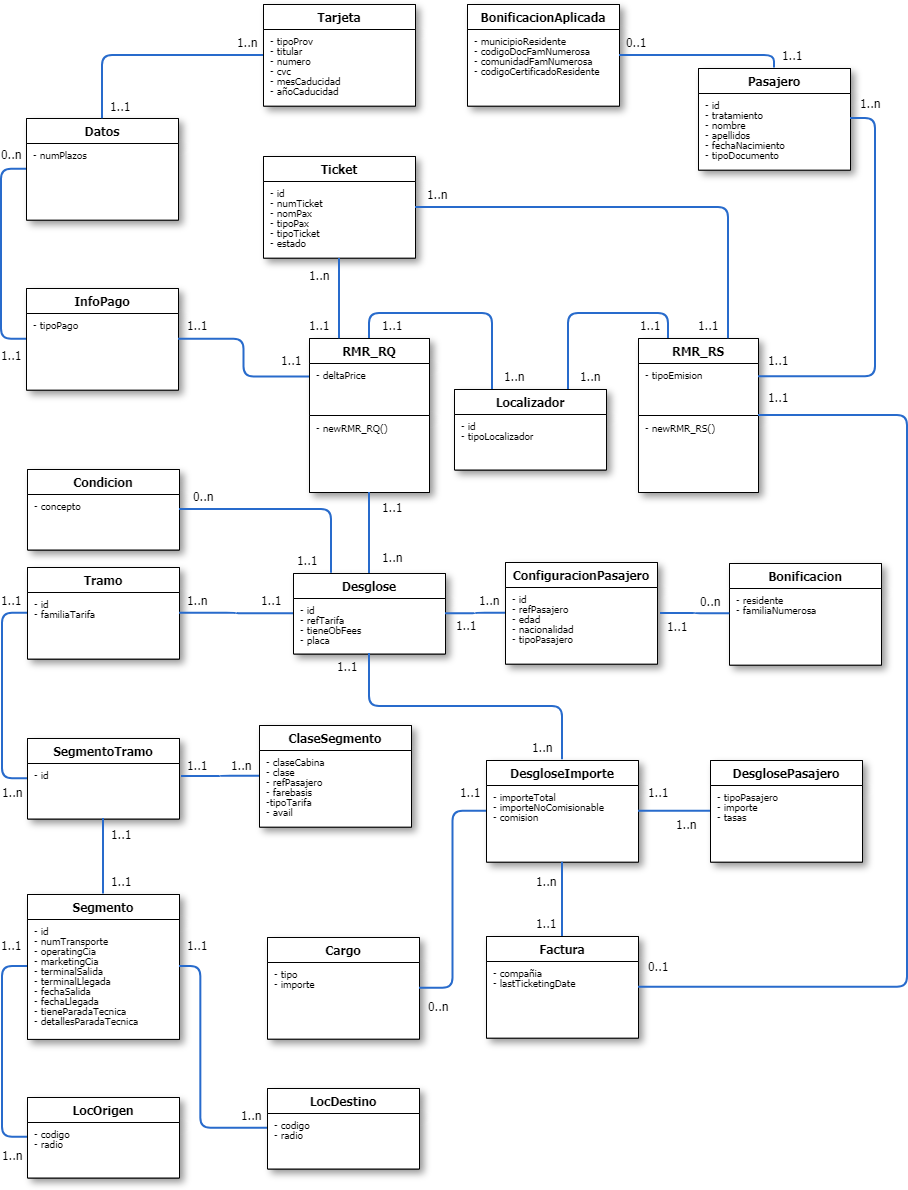 Tarjeta
- tipoProv
- titular
- numero
- cvc
- mesCaducidad
- añoCaducidad
BonificacionAplicada
- municipioResidente
- codigoDocFamNumerosa
- comunidadFamNumerosa
- codigoCertificadoResidente
1..n
0..1
1..1
Pasajero
- id
- tratamiento
- nombre
- apellidos
- fechaNacimiento
- tipoDocumento
1..n
1..1
Datos
- numPlazos
0..n
Ticket
- id
- numTicket
- nomPax
- tipoPax
- tipoTicket
- estado
1..n
1..n
InfoPago
- tipoPago
1..1
1..1
1..1
1..1
1..1
1..1
1..1
RMR_RQ
- deltaPrice
- newRMR_RQ()
1..1
RMR_RS
- tipoEmision
- newRMR_RS()
1..1
1..1
1..n
1..n
Localizador
- id
- tipoLocalizador
Condicion
- concepto
0..n
1..1
1..1
1..n
Tramo
- id
- familiaTarifa
1..1
1..n
1..1
Desglose
- id
- refTarifa
- tieneObFees
- placa
1..n
1..1
ConfiguracionPasajero
- id
- refPasajero
- edad
- nacionalidad
- tipoPasajero
0..n
1..1
Bonificacion
- residente
- familiaNumerosa
1..1
1..n
SegmentoTramo
- id
1..n
1..1
1..n
ClaseSegmento
- claseCabina
- clase
- refPasajero
- farebasis
-tipoTarifa
- avail
DesgloseImporte
- importeTotal
- importeNoComisionable
- comision
1..1
1..1
1..n
DesglosePasajero
- tipoPasajero
- importe
- tasas
1..1
1..1
1..n
1..1
Segmento
- id
- numTransporte
- operatingCia
- marketingCia
- terminalSalida
- terminalLlegada
- fechaSalida
- fechaLlegada
- tieneParadaTecnica
- detallesParadaTecnica
1..1
1..1
Cargo
- tipo
- importe
0..n
Factura
- compañia
- lastTicketingDate
0..1
LocOrigen
- codigo
- radio
1..n
LocDestino
- codigo
- radio
1..n